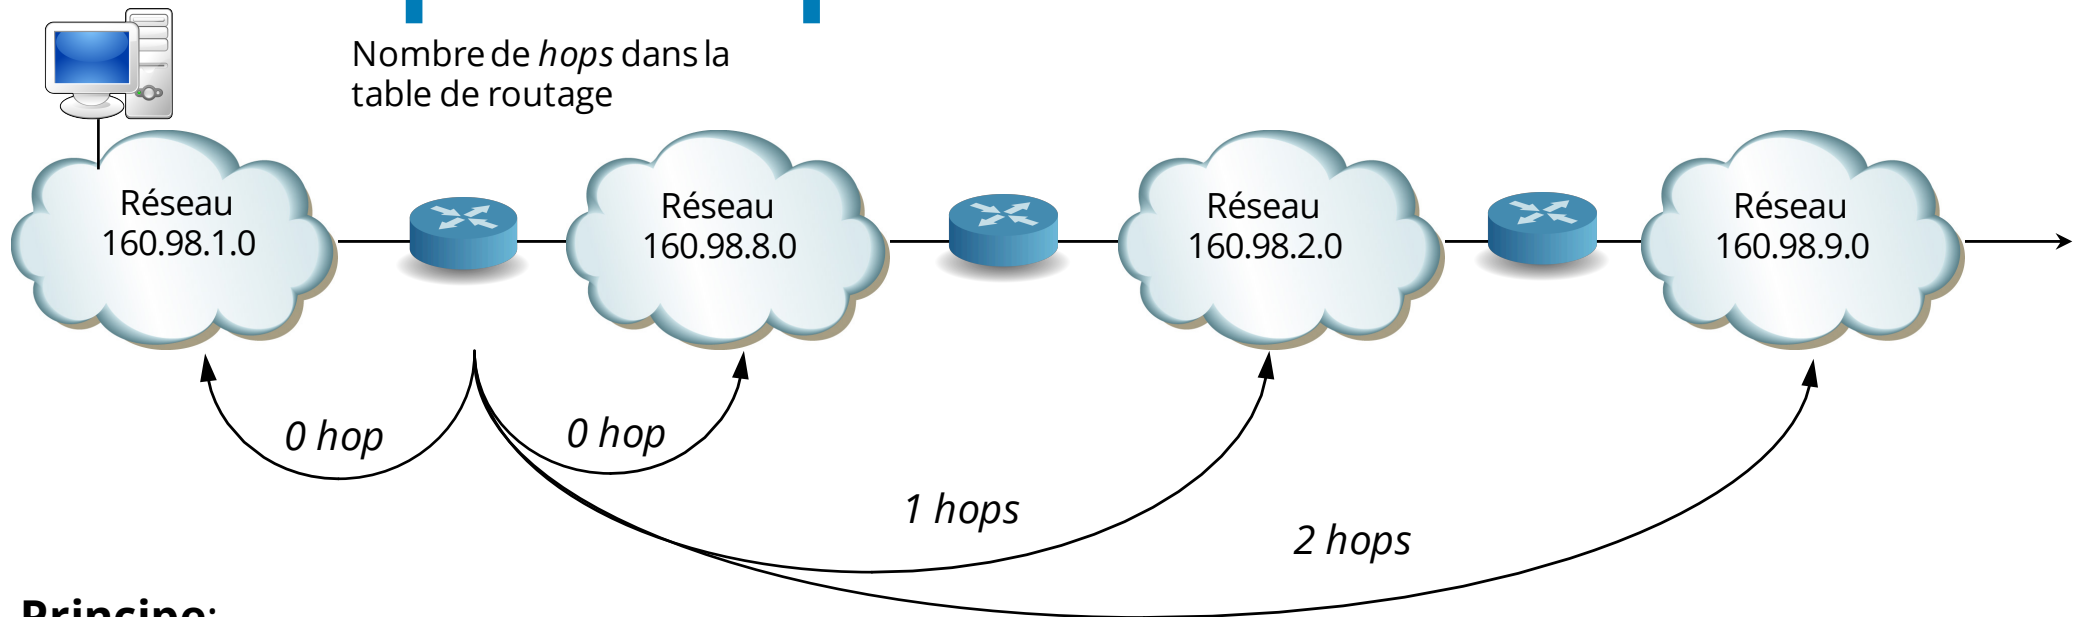 Nombre de hops dans la
table de routage
Réseau
160.98.1.0
Réseau
160.98.8.0
Réseau
160.98.2.0
Réseau
160.98.9.0
0 hop
0 hop
1 hops
2 hops
Principe: